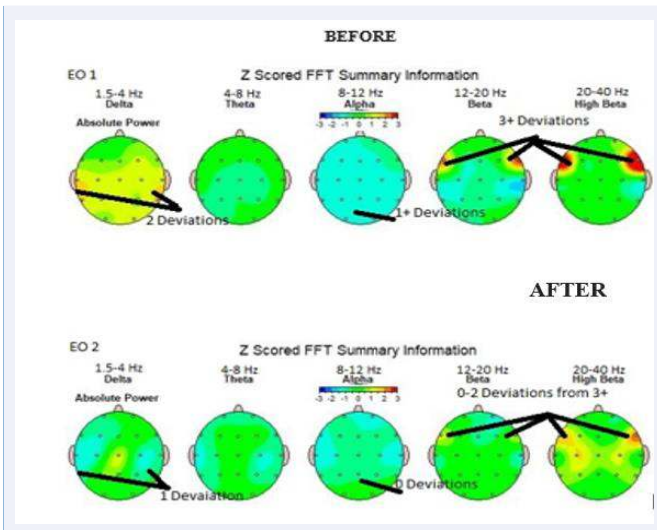 BEFORE
EO 1
Z Scored FFT Summary Information
1.5-4 Hz 4-8 Hz 8-12 Hz 12-20 Hz 20-40 Hz
Delta Theta Alpha Beta High Beta
Absolute Power
-3 -2 -1 0 1 2 3
3+ Deviations
2 Deviations
1+ Deviations
AFTER
EO 2
Z Scored FFT Summary Information
1.5-4 Hz 4-8 Hz 8-12 Hz 12-20 Hz 20-40 Hz
Delta Theta Alpha Beta High Beta
Absolute Power
-3 -2 -1 0 1 2 3
0-2 Deviations from 3+
1 Devaiation
0 Deviations